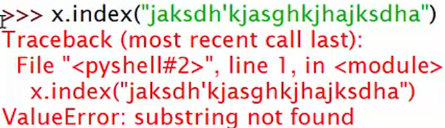 >>> x.index("jaksdh'kjasghkjhajksdha")
Traceback (most recent call last):
File "<pyshell#2>", line 1, in <module>
x.index("jaksdh'kjasghkjhajksdha")
ValueError: substring not found